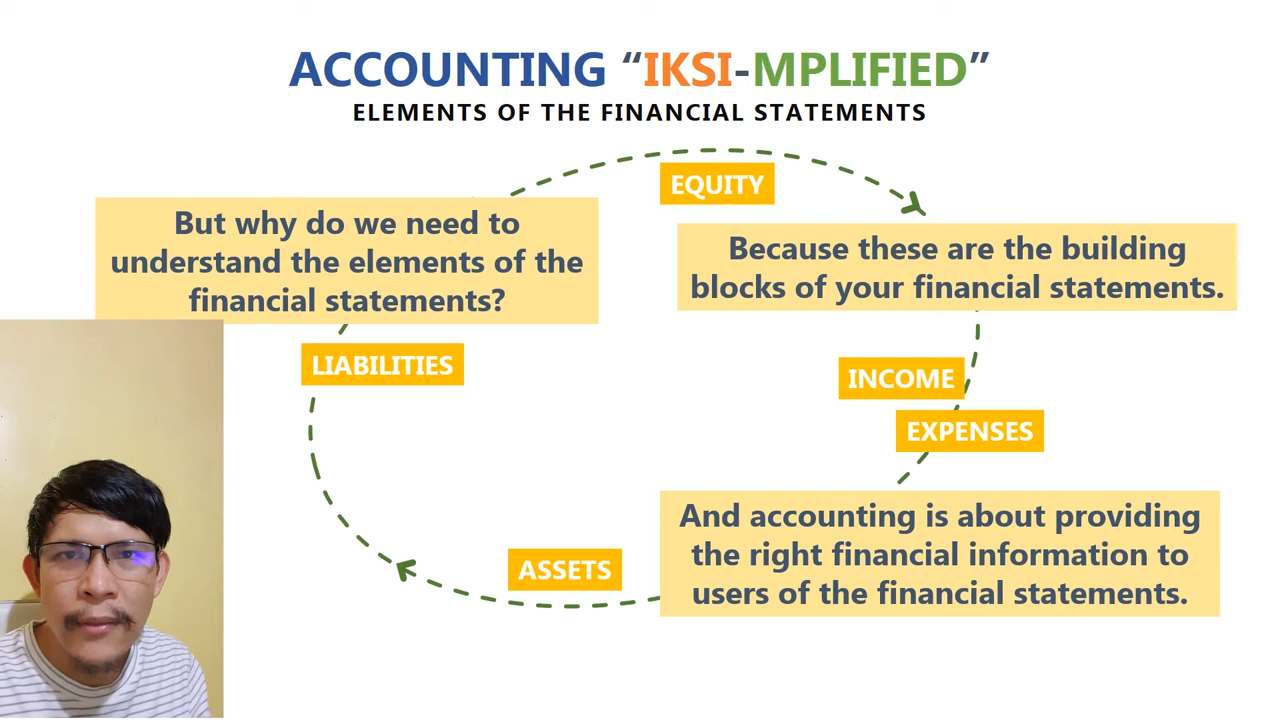 ACCOUNTING “IKSI-MPLIFIED”
ELEMENTS OF THE FINANCIAL STATEMENTS
EQUITY
But why do we need to
understand the elements of the
financial statements?
Because these are the building
blocks of your financial statements.
LIABILITIES
INCOME
EXPENSES
And accounting is about providing
the right financial information to
users of the financial statements.
ASSETS